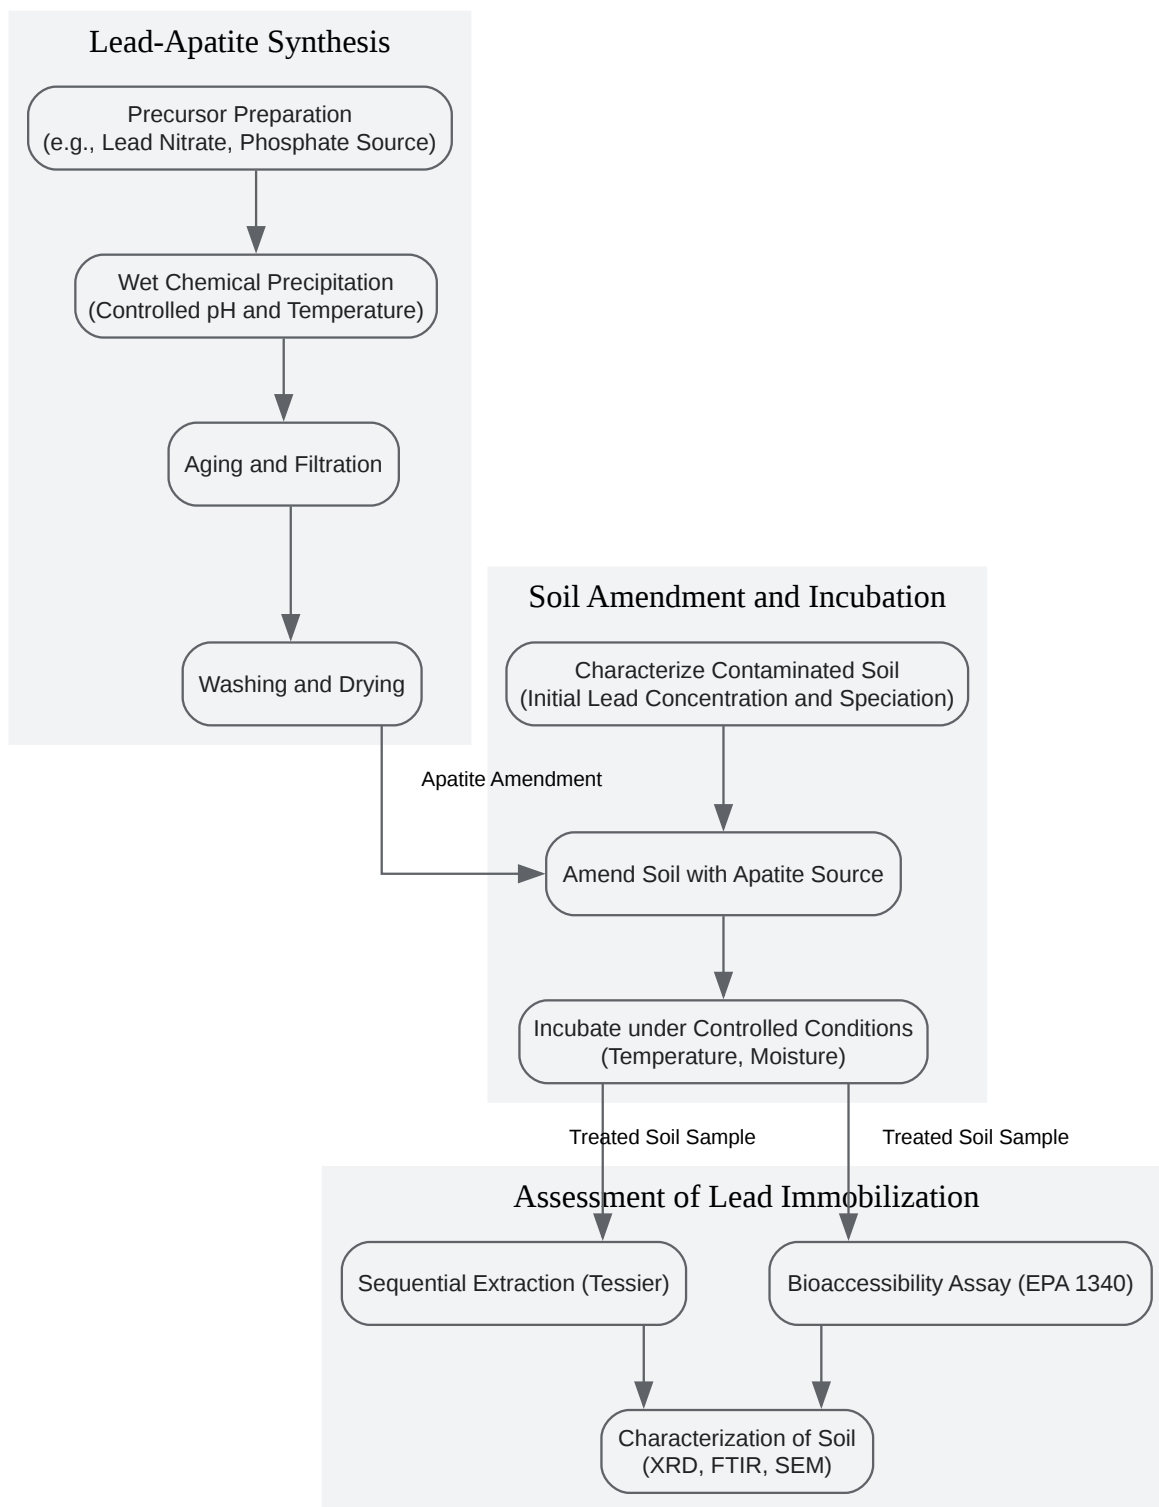 Lead-Apatite Synthesis
Precursor Preparation
(e.g., Lead Nitrate, Phosphate Source)
Wet Chemical Precipitation
(Controlled pH and Temperature)
Aging and Filtration
Washing and Drying
Soil Amendment and Incubation
Characterize Contaminated Soil
(Initial Lead Concentration and Speciation)
Apatite Amendment
Amend Soil with Apatite Source
Incubate under Controlled Conditions
(Temperature, Moisture)
Treated Soil Sample
Treated Soil Sample
Assessment of Lead Immobilization
Sequential Extraction (Tessier)
Bioaccessibility Assay (EPA 1340)
Characterization of Soil
(XRD, FTIR, SEM)